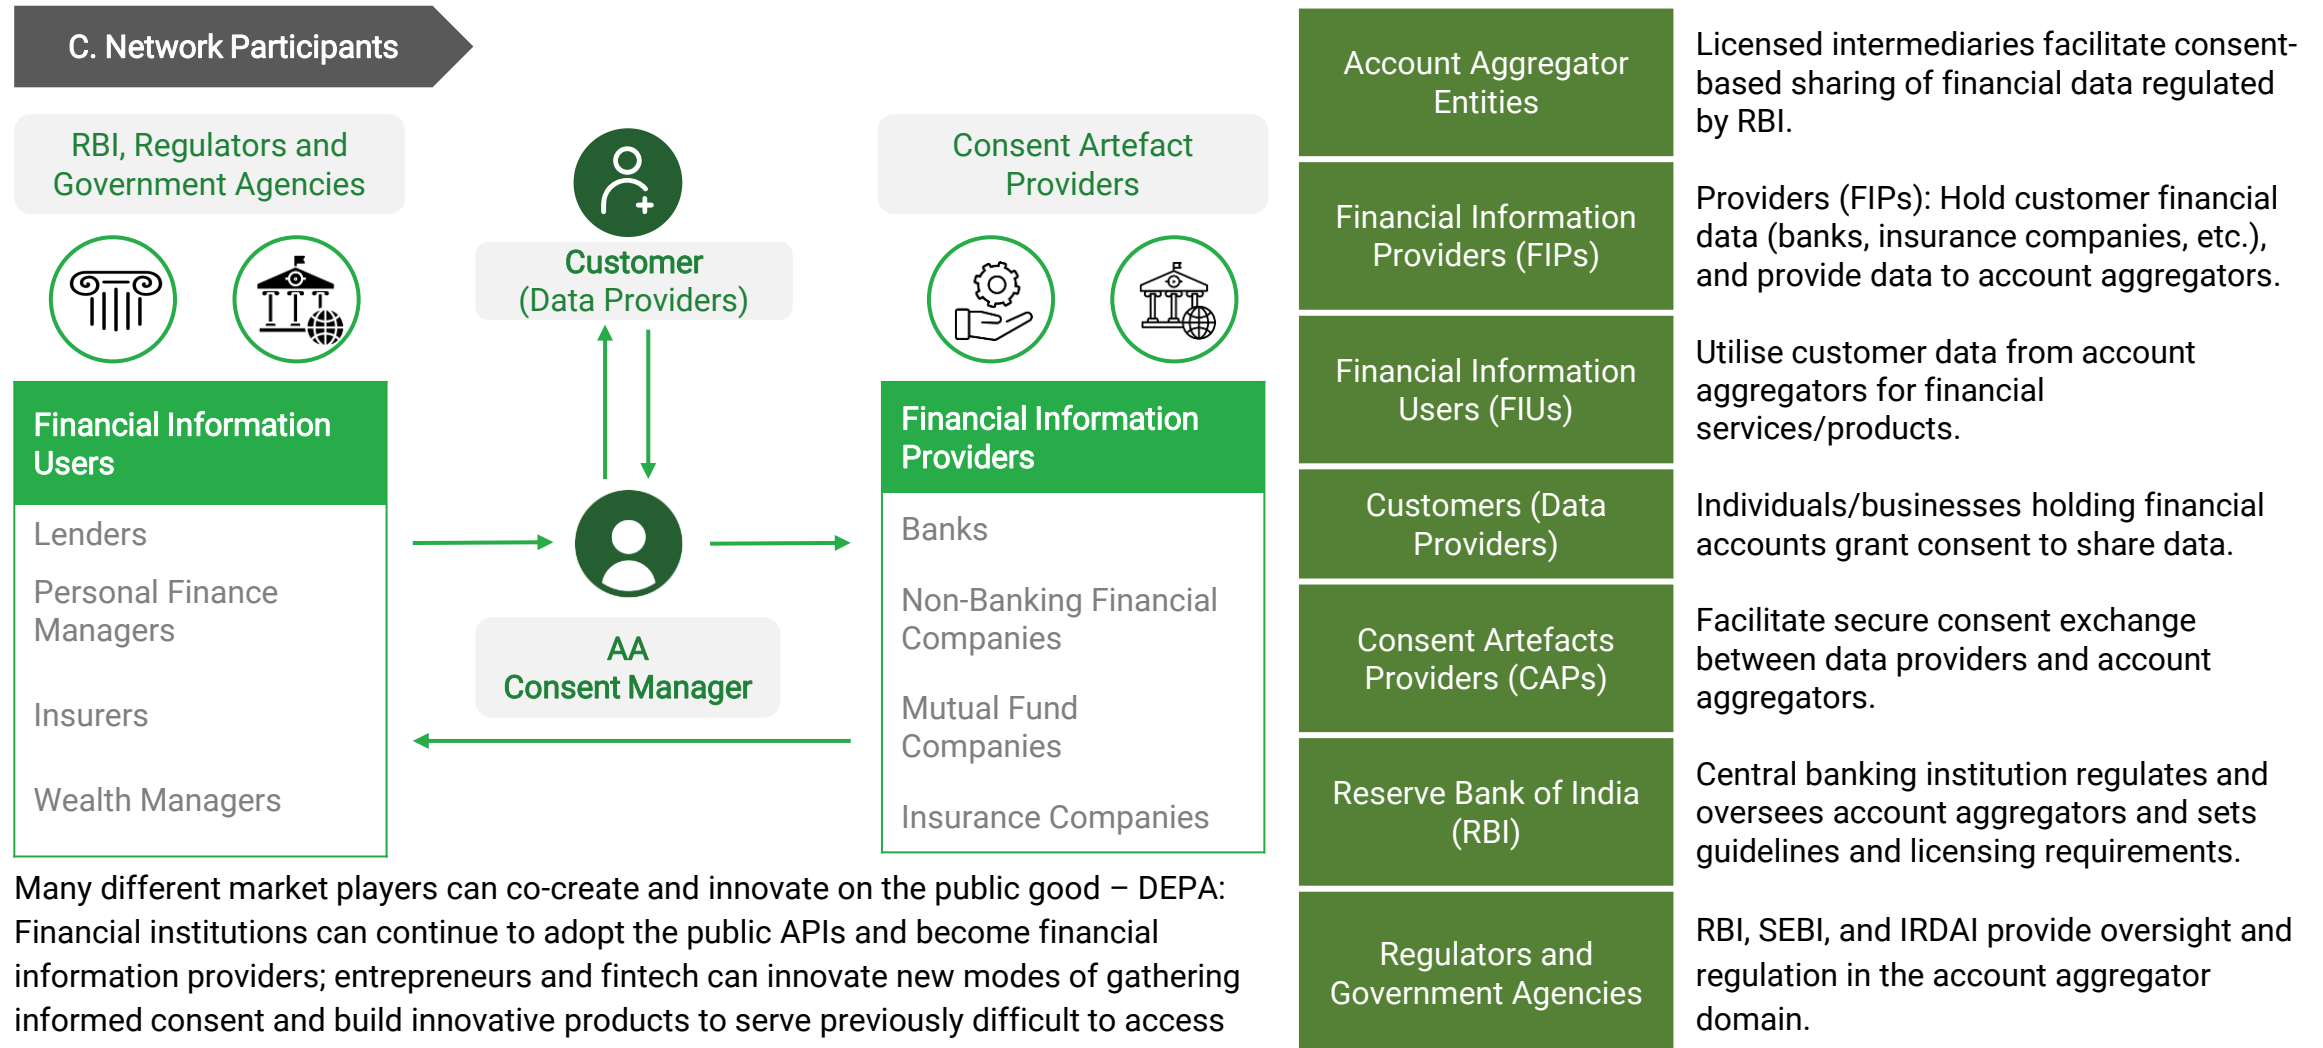 C. Network Participants
RBI, Regulators and
Government Agencies
Customer
(Data Providers)
Consent Artefact
Providers
Financial Information
Users
Lenders
Personal Finance
Managers
Insurers
Wealth Managers
AA
Consent Manager
Financial Information
Providers
Banks
Non-Banking Financial
Companies
Mutual Fund
Companies
Insurance Companies
Many different market players can co-create and innovate on the public good – DEPA:
Financial institutions can continue to adopt the public APIs and become financial
information providers; entrepreneurs and fintech can innovate new modes of gathering
informed consent and build innovative products to serve previously difficult to access
Account Aggregator
Entities
Licensed intermediaries facilitate consent-
based sharing of financial data regulated
by RBI.
Financial Information
Providers (FIPs)
Providers (FIPs): Hold customer financial
data (banks, insurance companies, etc.),
and provide data to account aggregators.
Financial Information
Users (FIUs)
Utilise customer data from account
aggregators for financial
services/products.
Customers (Data
Providers)
Individuals/businesses holding financial
accounts grant consent to share data.
Consent Artefacts
Providers (CAPs)
Facilitate secure consent exchange
between data providers and account
aggregators.
Reserve Bank of India
(RBI)
Central banking institution regulates and
oversees account aggregators and sets
guidelines and licensing requirements.
Regulators and
Government Agencies
RBI, SEBI, and IRDAI provide oversight and
regulation in the account aggregator
domain.